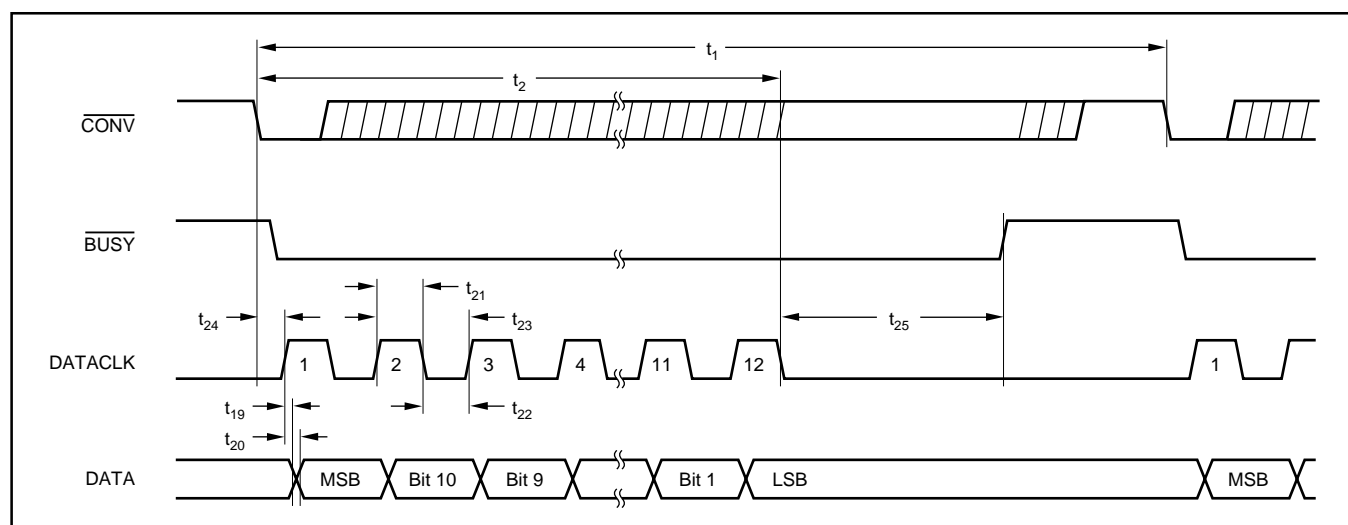 t1
t2
CONV
BUSY
t21
t24 t23 t25
DATACLK 1 2 3 4 11 12 1
t19 t22
t20
DATA MSB Bit 10 Bit 9 Bit 1 LSB MSB